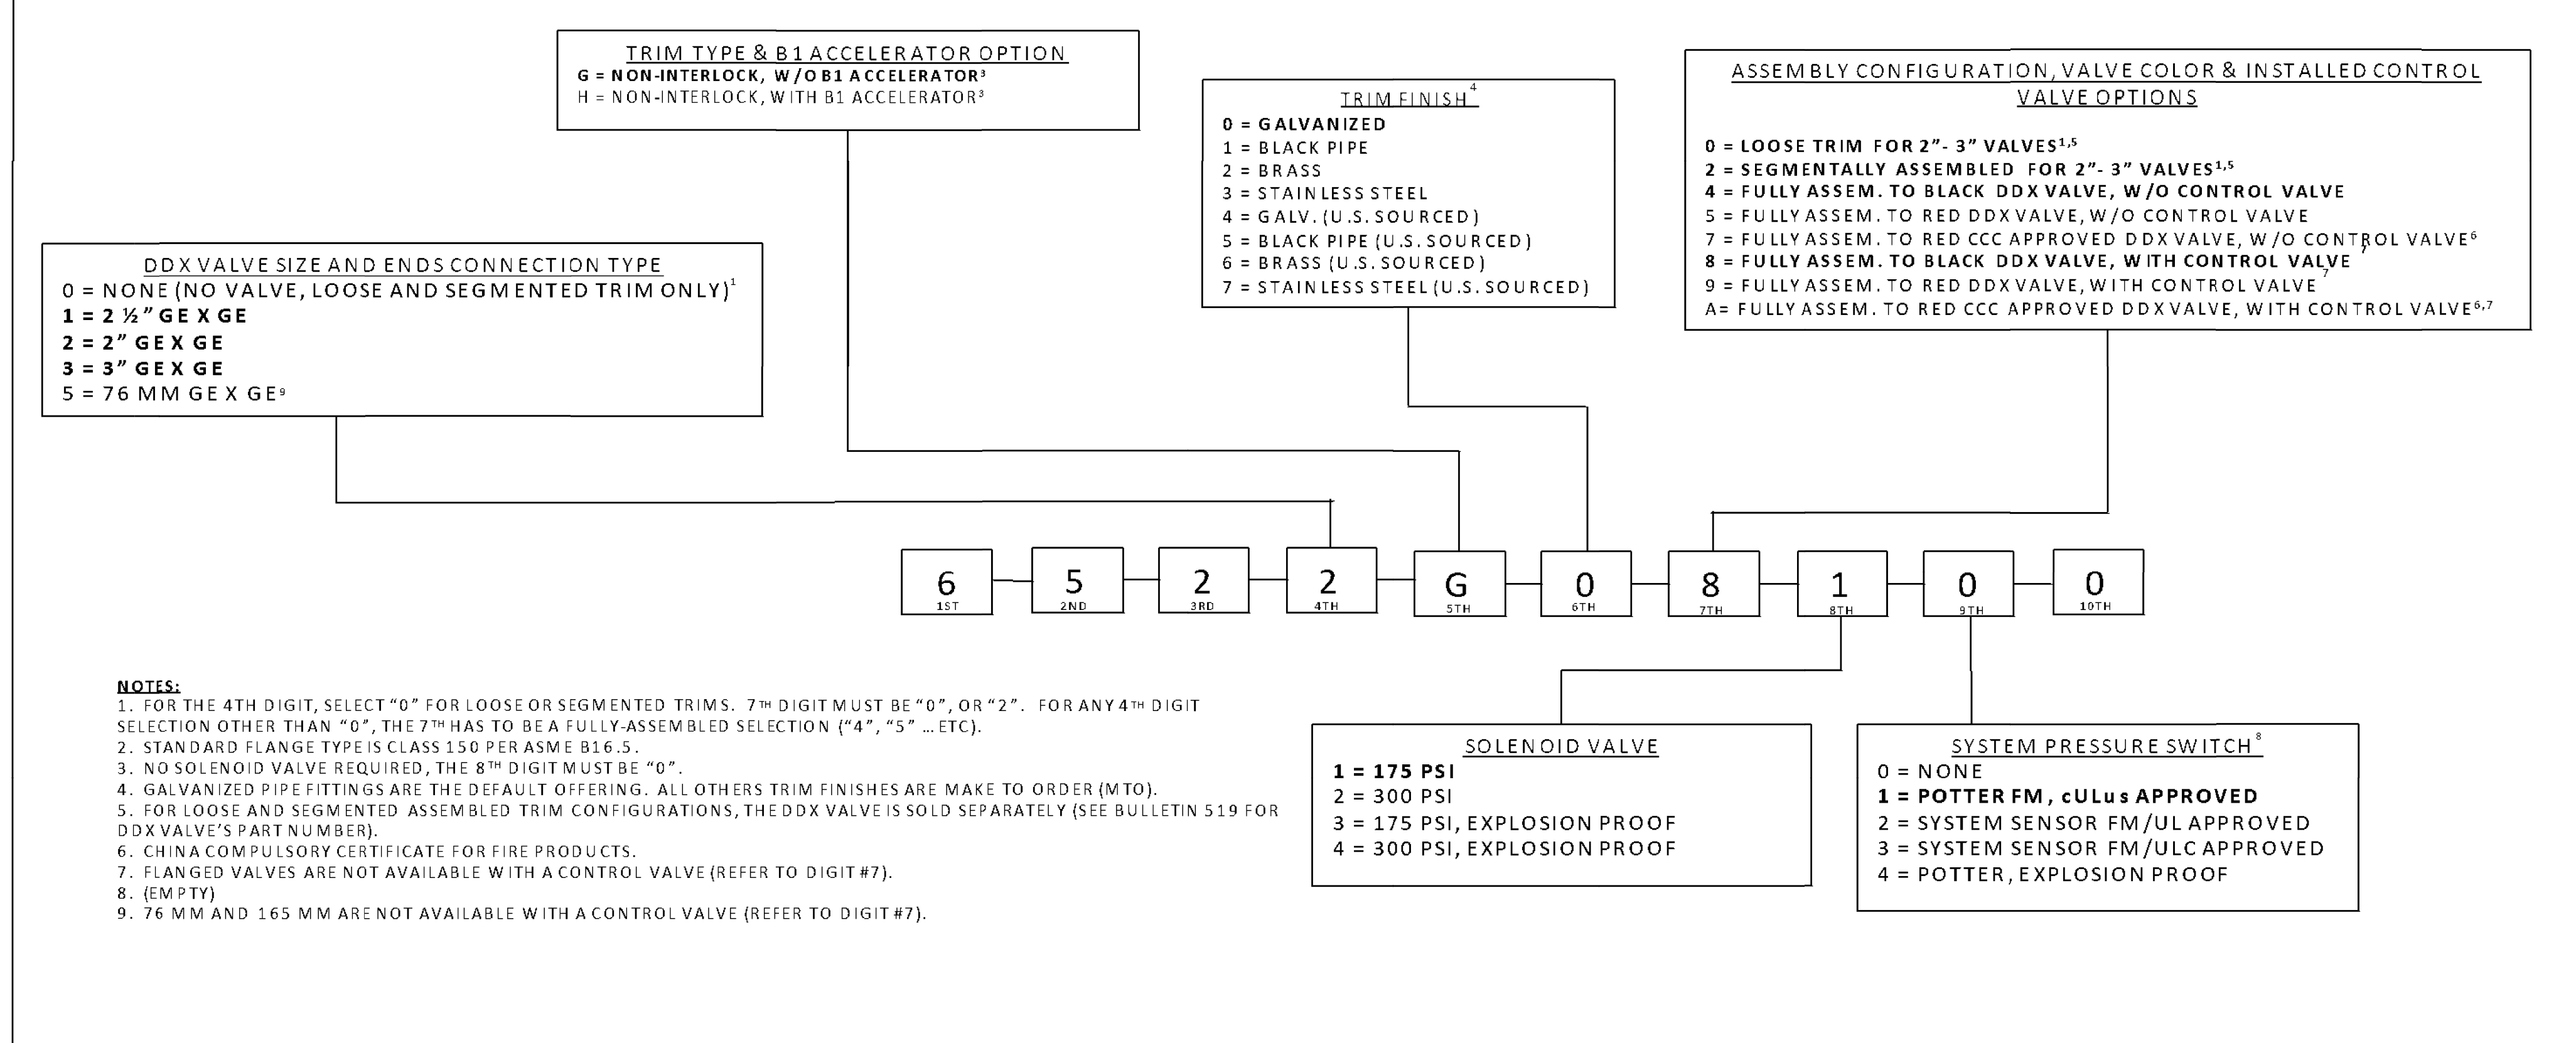 TRIM TYPE & B1 ACCELERATOR OPTION
G = NON-INTERLOCK, W/O B1 ACCELERATOR³
H = NON-INTERLOCK, WITH B1 ACCELERATOR³
TRIM FINISH⁴
0 = GALVANIZED
1 = BLACK PIPE
2 = BRASS
3 = STAINLESS STEEL
4 = GALV. (U.S. SOURCED)
5 = BLACK PIPE (U.S. SOURCED)
6 = BRASS (U.S. SOURCED)
7 = STAINLESS STEEL (U.S. SOURCED)
ASSEMBLY CONFIGURATION, VALVE COLOR & INSTALLED CONTROL
VALVE OPTIONS
0 = LOOSE TRIM FOR 2”- 3” VALVES¹,⁵
2 = SEGMENTALLY ASSEMBLED FOR 2”- 3” VALVES¹,⁵
4 = FULLY ASSEM. TO BLACK DDX VALVE, W/O CONTROL VALVE
5 = FULLY ASSEM. TO RED DDX VALVE, W/O CONTROL VALVE
7 = FULLY ASSEM. TO RED CCC APPROVED DDX VALVE, W/O CONTROL VALVE⁶
8 = FULLY ASSEM. TO BLACK DDX VALVE, WITH CONTROL VALVE⁷
9 = FULLY ASSEM. TO RED DDX VALVE, WITH CONTROL VALVE⁷
A= FULLY ASSEM. TO RED CCC APPROVED DDX VALVE, WITH CONTROL VALVE⁶,⁷
DDX VALVE SIZE AND ENDS CONNECTION TYPE
0 = NONE (NO VALVE, LOOSE AND SEGMENTED TRIM ONLY)¹
1 = 2 ½” GE X GE
2 = 2” GE X GE
3 = 3” GE X GE
5 = 76 MM GE X GE⁹
6 5 2 2 G 0 8 1 0 0
1ST 2ND 3RD 4TH 5TH 6TH 7TH 8TH 9TH 10TH
NOTES:
1. FOR THE 4TH DIGIT, SELECT “0” FOR LOOSE OR SEGMENTED TRIMS. 7TH DIGIT MUST BE “0”, OR “2”. FOR ANY 4TH DIGIT
SELECTION OTHER THAN “0”, THE 7TH HAS TO BE A FULLY-ASSEMBLED SELECTION (“4”, “5” ...ETC).
2. STANDARD FLANGE TYPE IS CLASS 150 PER ASME B16.5.
3. NO SOLENOID VALVE REQUIRED, THE 8TH DIGIT MUST BE “0”.
4. GALVANIZED PIPE FITTINGS ARE THE DEFAULT OFFERING. ALL OTHERS TRIM FINISHES ARE MAKE TO ORDER (MTO).
5. FOR LOOSE AND SEGMENTED ASSEMBLED TRIM CONFIGURATIONS, THE DDX VALVE IS SOLD SEPARATELY (SEE BULLETIN 519 FOR
DDX VALVE’S PART NUMBER).
6. CHINA COMPULSORY CERTIFICATE FOR FIRE PRODUCTS.
7. FLANGED VALVES ARE NOT AVAILABLE WITH A CONTROL VALVE (REFER TO DIGIT #7).
8. (EMPTY)
9. 76 MM AND 165 MM ARE NOT AVAILABLE WITH A CONTROL VALVE (REFER TO DIGIT #7).
SOLENOID VALVE
1 = 175 PSI
2 = 300 PSI
3 = 175 PSI, EXPLOSION PROOF
4 = 300 PSI, EXPLOSION PROOF
SYSTEM PRESSURE SWITCH⁸
0 = NONE
1 = POTTER FM, cULus APPROVED
2 = SYSTEM SENSOR FM/UL APPROVED
3 = SYSTEM SENSOR FM/ULC APPROVED
4 = POTTER, EXPLOSION PROOF